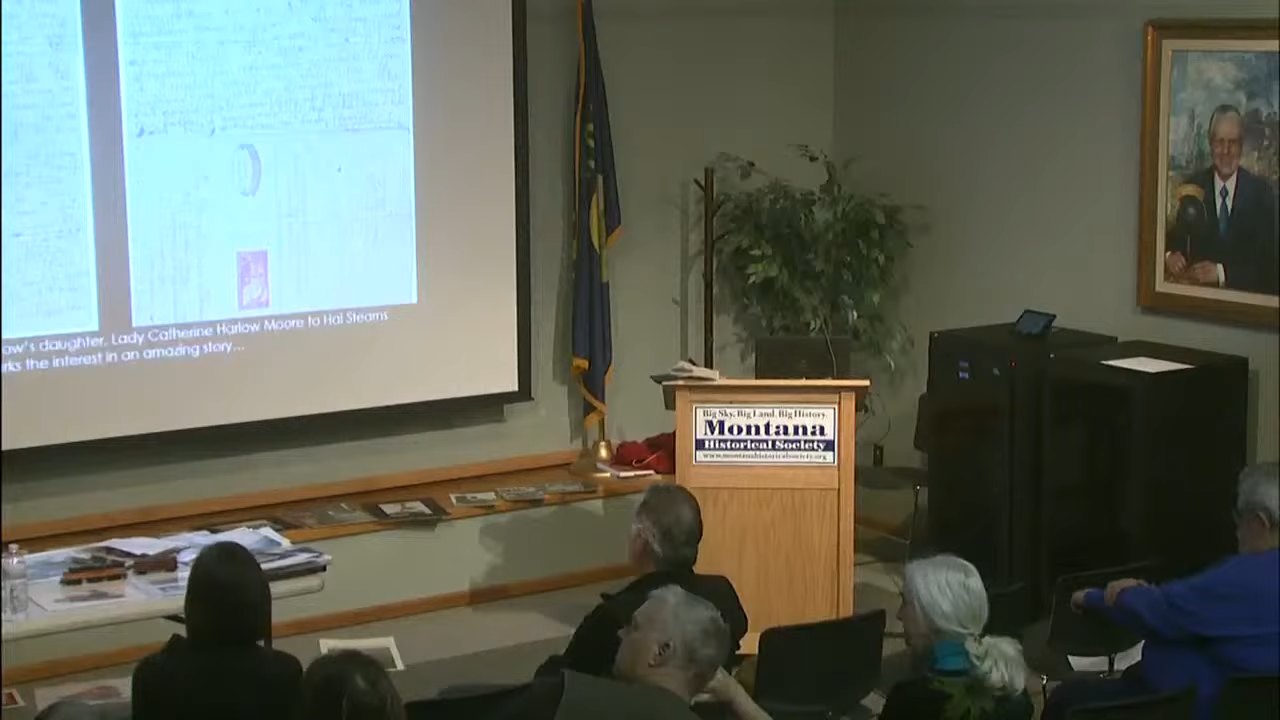 ow's daughter, Lady Catherine Harlow Moore to Hal Stearns
rks the interest in an amazing story...
Big Sky. Big Land. Big History.
Montana
Historical Society
www.montanahistoricalsociety.org